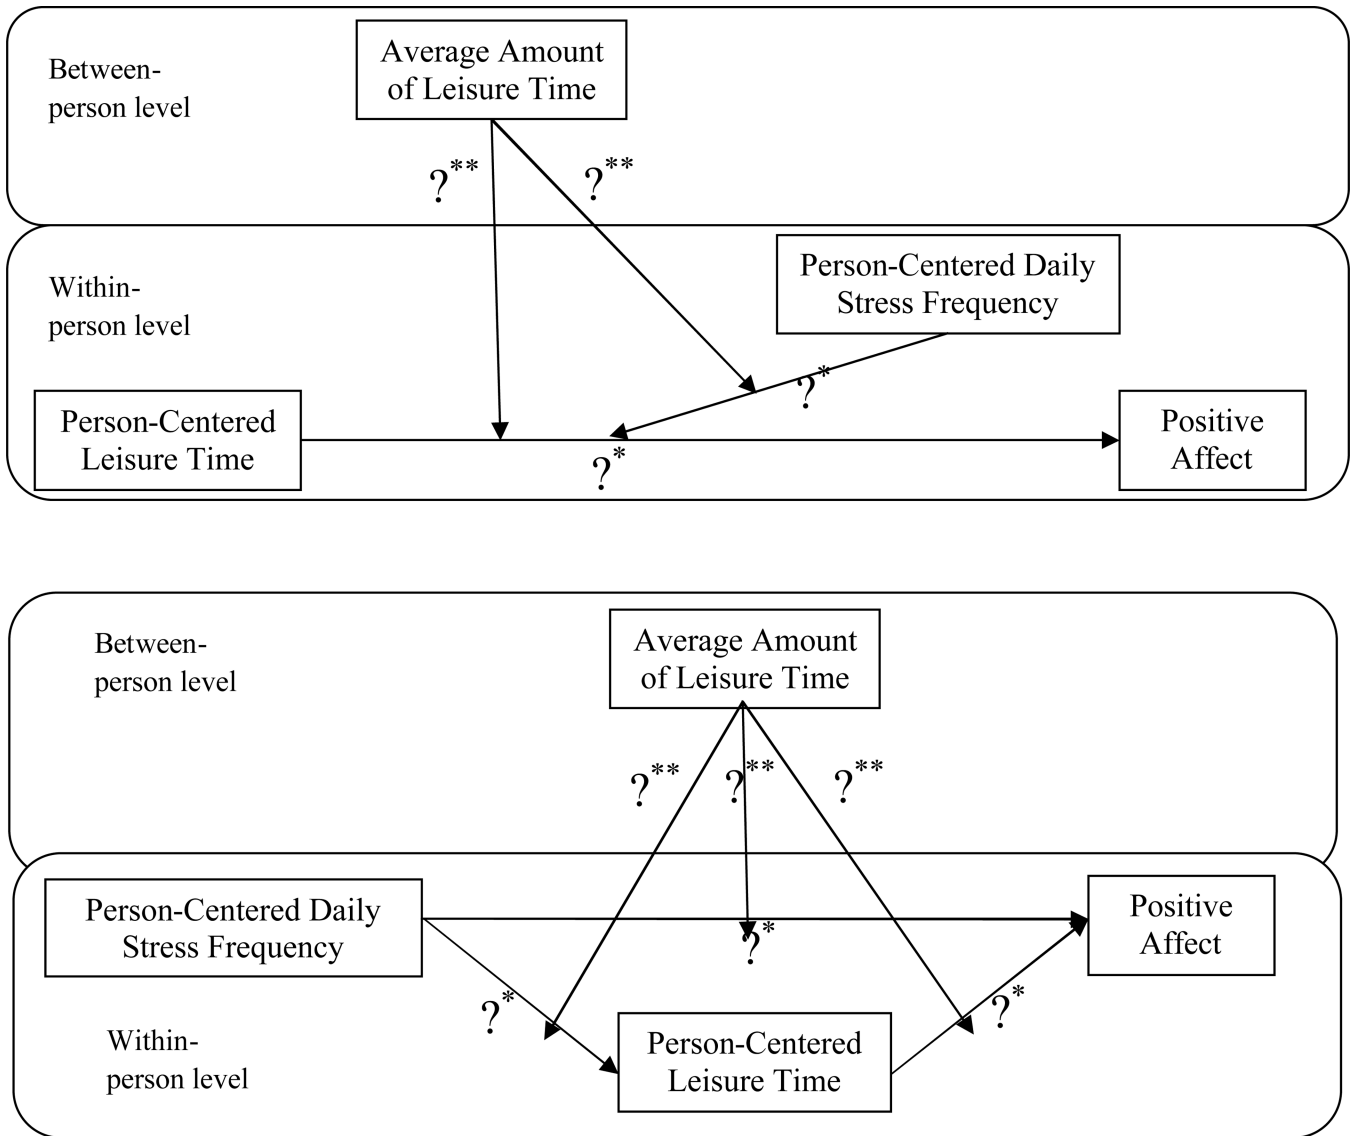 Between-
person level
Average Amount
of Leisure Time
?**
?**
Within-
person level
Person-Centered Daily
Stress Frequency
?*
Person-Centered
Leisure Time
?*
Positive
Affect
Between-
person level
Average Amount
of Leisure Time
?**
?**
?**
Person-Centered Daily
Stress Frequency
?*
Positive
Affect
?*
?*
Within-
person level
Person-Centered
Leisure Time